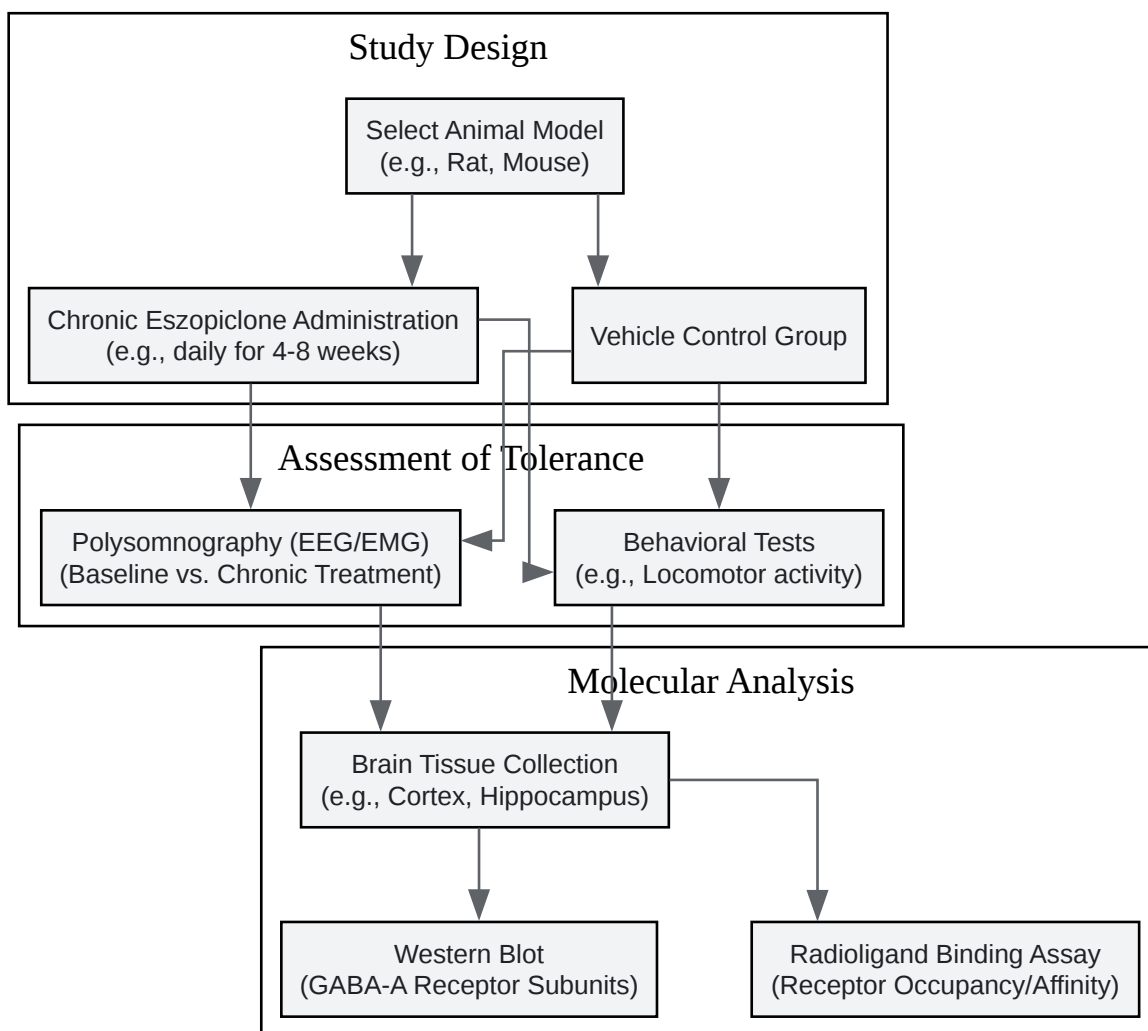 Study Design
Select Animal Model
(e.g., Rat, Mouse)
Chronic Eszopiclone Administration
(e.g., daily for 4-8 weeks)
Vehicle Control Group
Assessment of Tolerance
Polysomnography (EEG/EMG)
(Baseline vs. Chronic Treatment)
Behavioral Tests
(e.g., Locomotor activity)
Molecular Analysis
Brain Tissue Collection
(e.g., Cortex, Hippocampus)
Western Blot
(GABA-A Receptor Subunits)
Radioligand Binding Assay
(Receptor Occupancy/Affinity)